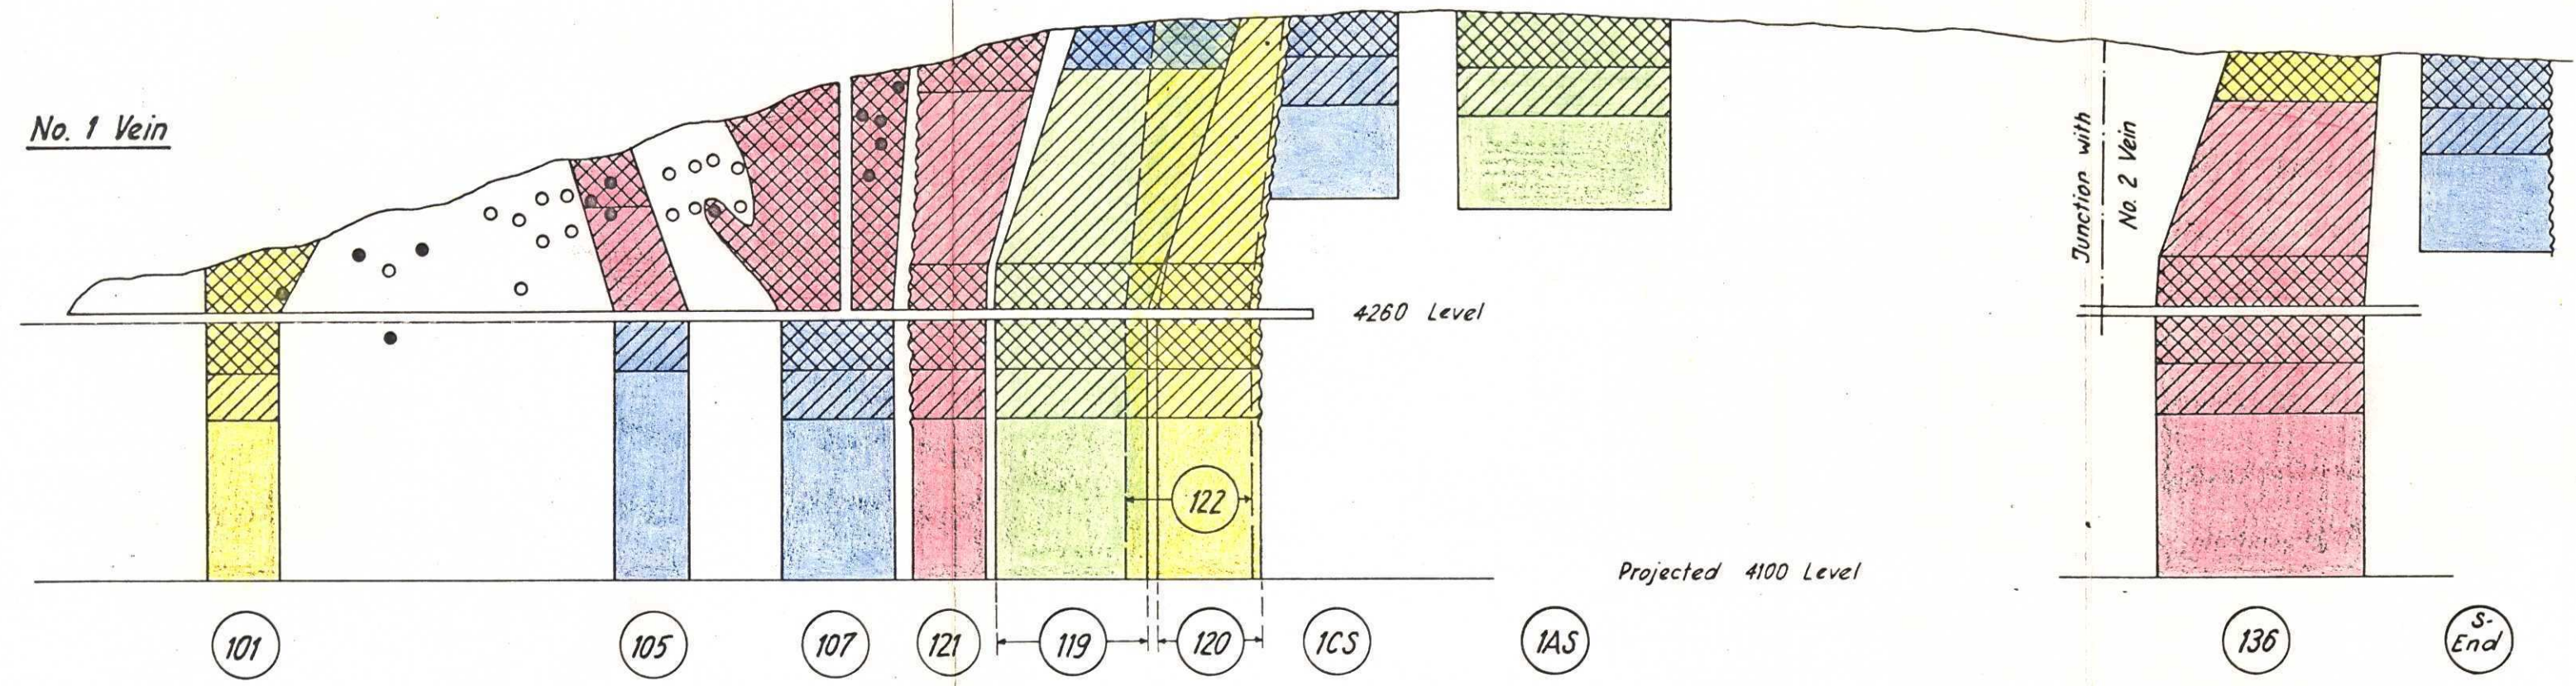 No. 1 Vein
Junction with
No. 2 Vein
4260 Level
122
Projected 4100 Level
101
105
107
121
119
120
1CS
1AS
136
S-
End